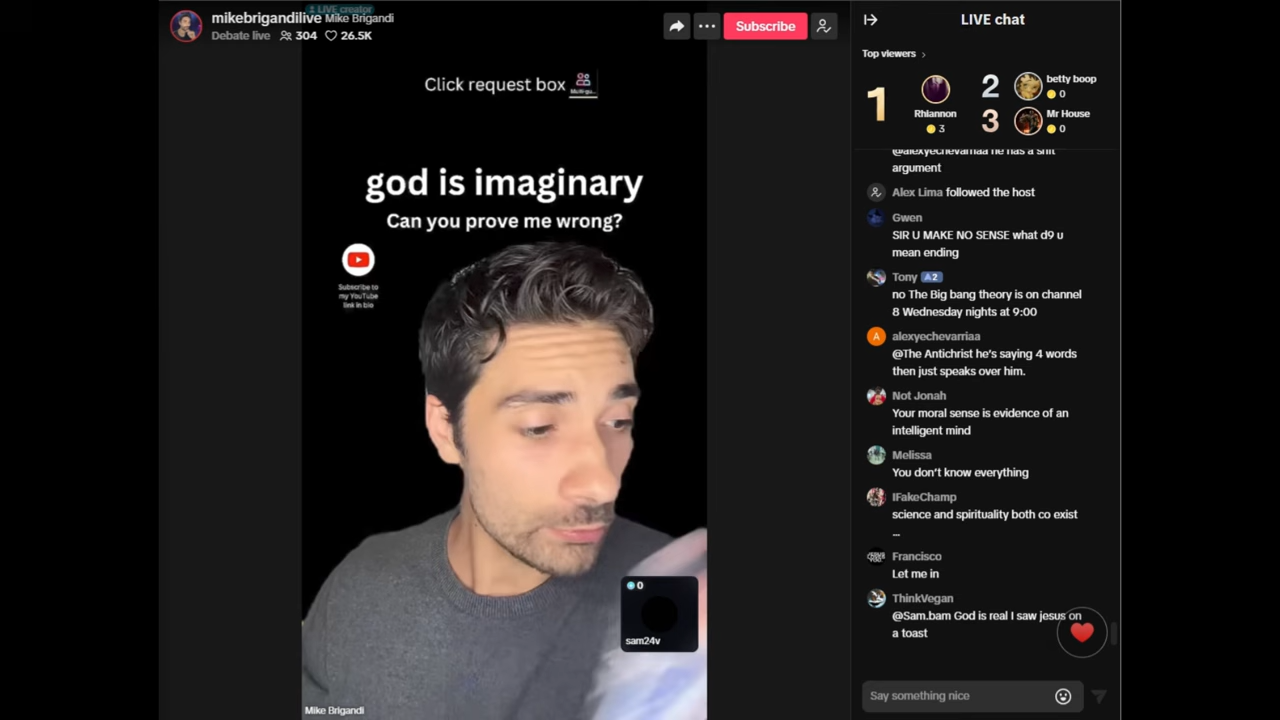 LIVE creator
mikebrigandilive Mike Brigandi
Debate live 304 26.5K
Subscribe
Click request box
god is imaginary
Can you prove me wrong?
Subscribe to
my YouTube
link in bio
0
sam24v
Mike Brigandi
LIVE chat
Top viewers
1
Rhiannon
3
2
betty boop
0
3
Mr House
0
@alexyechevarriaa he has a shit
argument
Alex Lima followed the host
Gwen
SIR U MAKE NO SENSE what d9 u
mean ending
Tony A2
no The Big bang theory is on channel
8 Wednesday nights at 9:00
A
alexyechevarriaa
@The Antichrist he's saying 4 words
then just speaks over him.
Not Jonah
Your moral sense is evidence of an
intelligent mind
Melissa
You don't know everything
IFakeChamp
science and spirituality both co exist
...
Francisco
Let me in
ThinkVegan
@Sam.bam God is real I saw jesus on
a toast
Say something nice